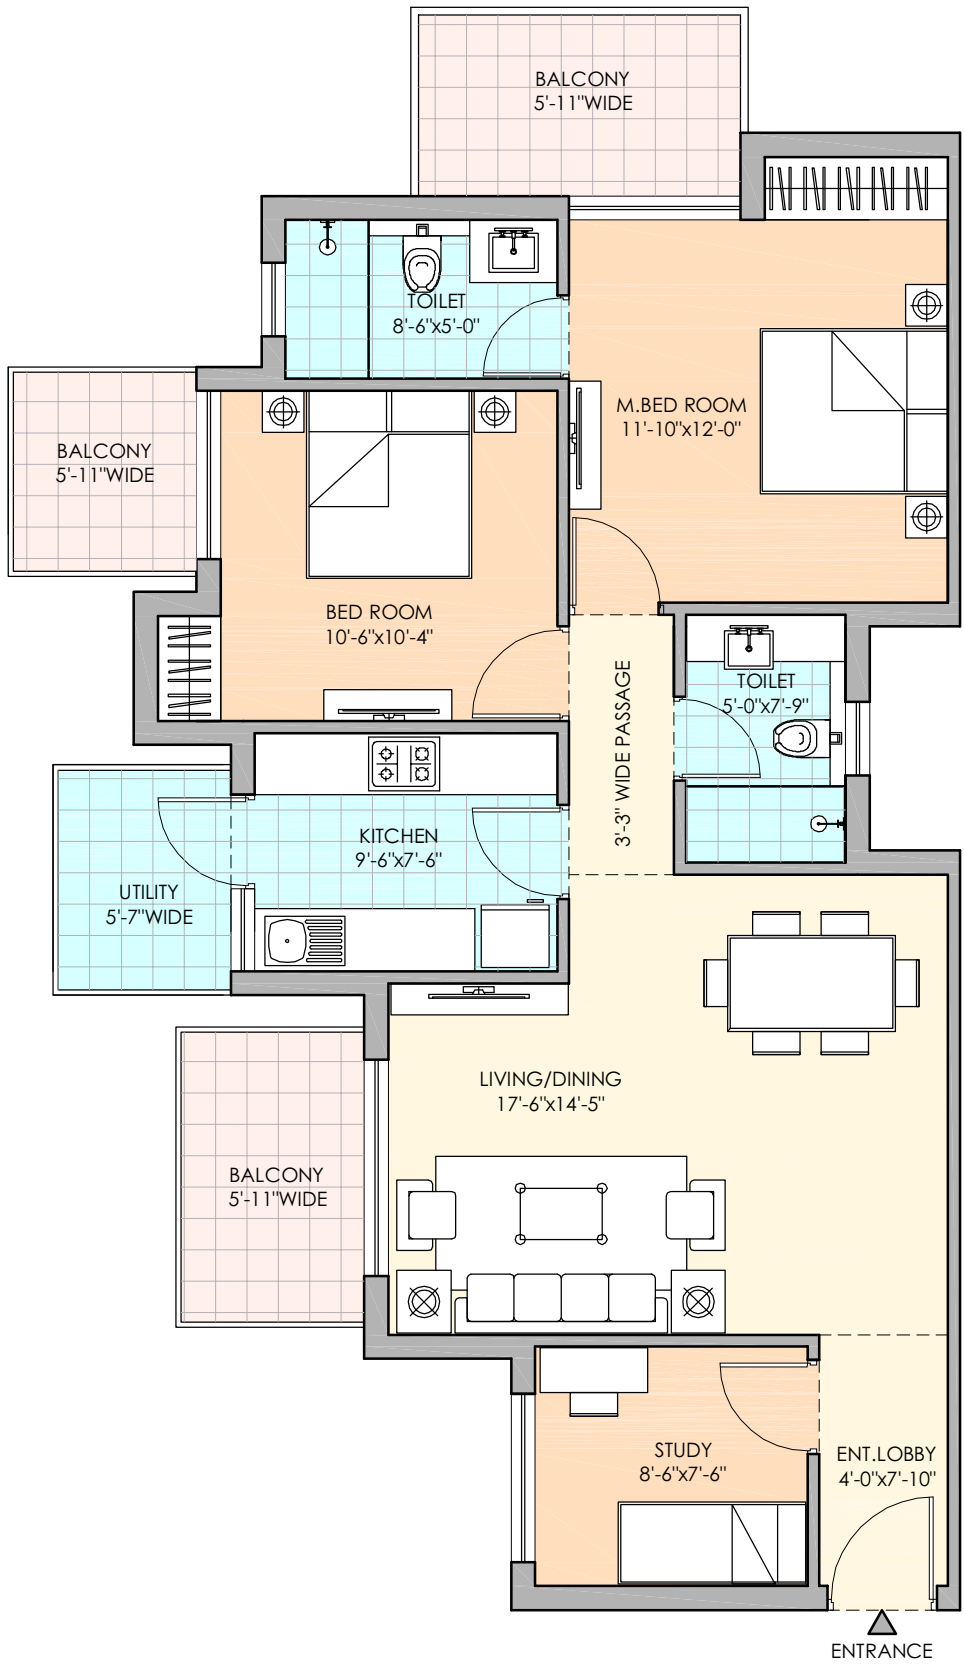 BALCONY
5'-11"WIDE
TOILET
8'-6"x5'-0"
M.BED ROOM
11'-10"x12'-0"
BALCONY
5'-11"WIDE
BED ROOM
10'-6"x10'-4"
3'-3" WIDE PASSAGE
TOILET
5'-0"x7'-9"
KITCHEN
9'-6"x7'-6"
UTILITY
5'-7"WIDE
LIVING/DINING
17'-6"x14'-5"
BALCONY
5'-11"WIDE
STUDY
8'-6"x7'-6"
ENT.LOBBY
4'-0"x7'-10"
ENTRANCE